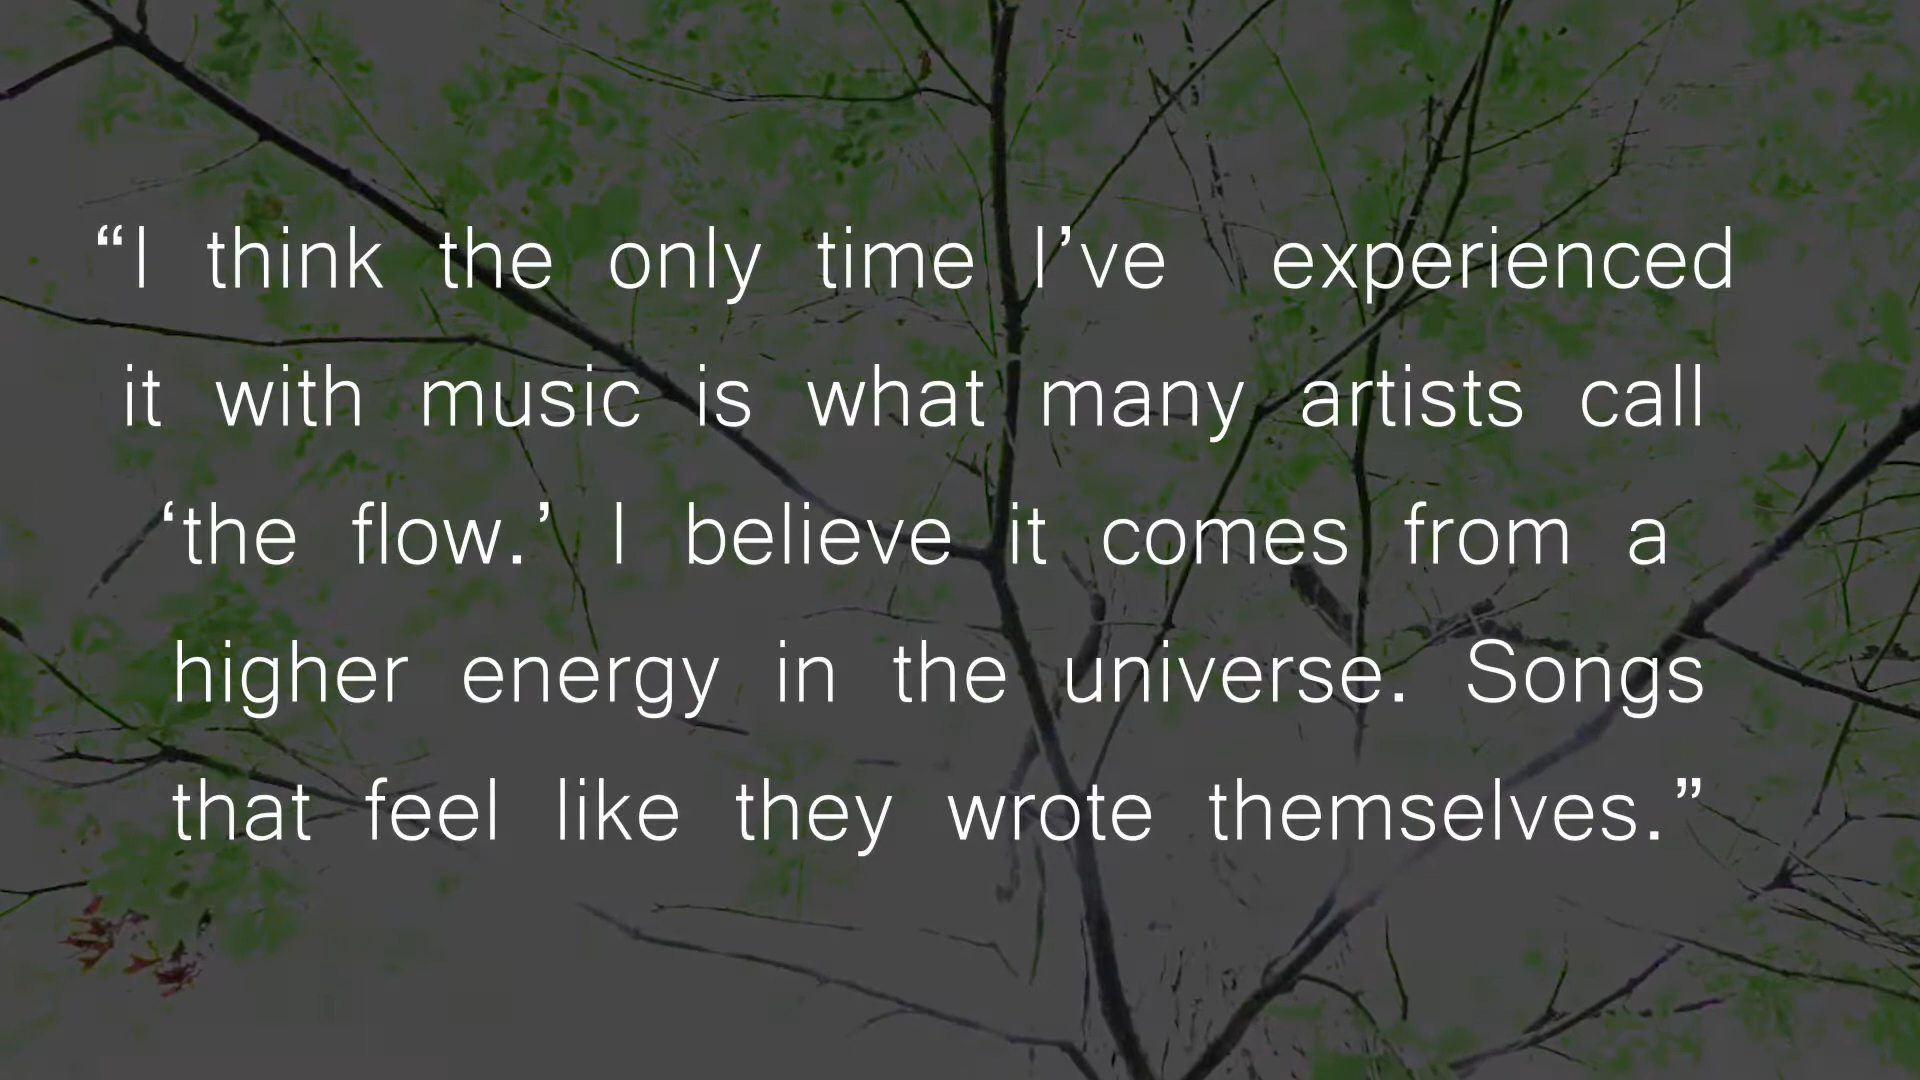 “I think the only time I’ve experienced
it with music is what many artists call
‘the flow.’ I believe it comes from a
higher energy in the universe. Songs
that feel like they wrote themselves.”